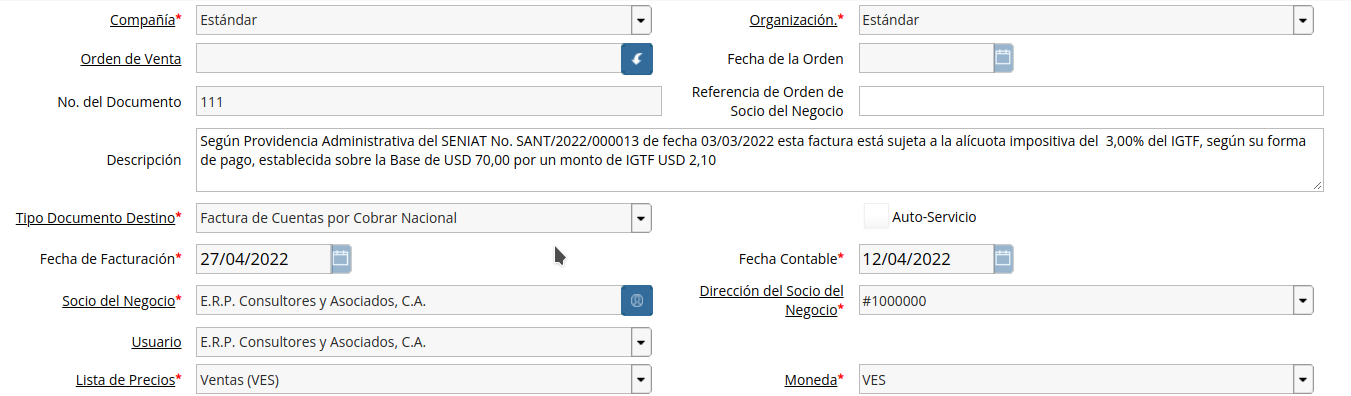 Compañía* Estándar Organización.* Estándar
Orden de Venta Fecha de la Orden
No. del Documento 111 Referencia de Orden de
Socio del Negocio
Descripción Según Providencia Administrativa del SENIAT No. SANT/2022/000013 de fecha 03/03/2022 esta factura está sujeta a la alícuota impositiva del  3,00% del IGTF, según su forma
de pago, establecida sobre la Base de USD 70,00 por un monto de IGTF USD 2,10
Tipo Documento Destino* Factura de Cuentas por Cobrar Nacional Auto-Servicio
Fecha de Facturación* 27/04/2022 Fecha Contable* 12/04/2022
Socio del Negocio* E.R.P. Consultores y Asociados, C.A. Dirección del Socio del
Negocio* #1000000
Usuario E.R.P. Consultores y Asociados, C.A.
Lista de Precios* Ventas (VES) Moneda* VES